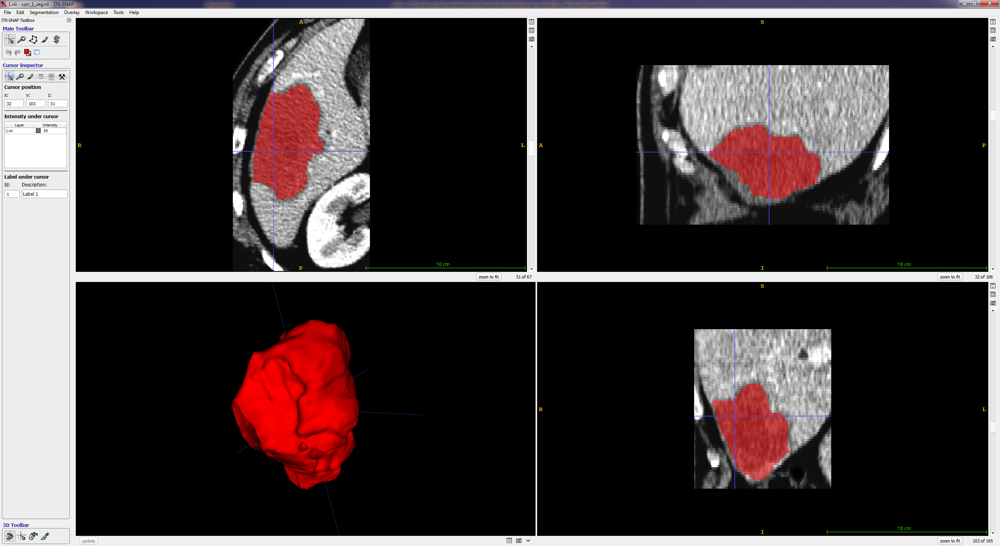 1.nii - corr_1_seg.nii - ITK-SNAP
File Edit Segmentation Overlay Workspace Tools Help
ITK-SNAP Toolbox
Main Toolbar
Cursor Inspector
Cursor position
x: y: z:
32 103 31
Intensity under cursor
Layer Intensity
1.nii 59
Label under cursor
Id: Description:
1 Label 1
3D Toolbar
A
R
L
P
10 cm
A
zoom to fit 31 of 67
S
A
P
I
10 cm
S
zoom to fit 32 of 106
update
3D
S
R
L
I
10 cm
C
zoom to fit 103 of 195